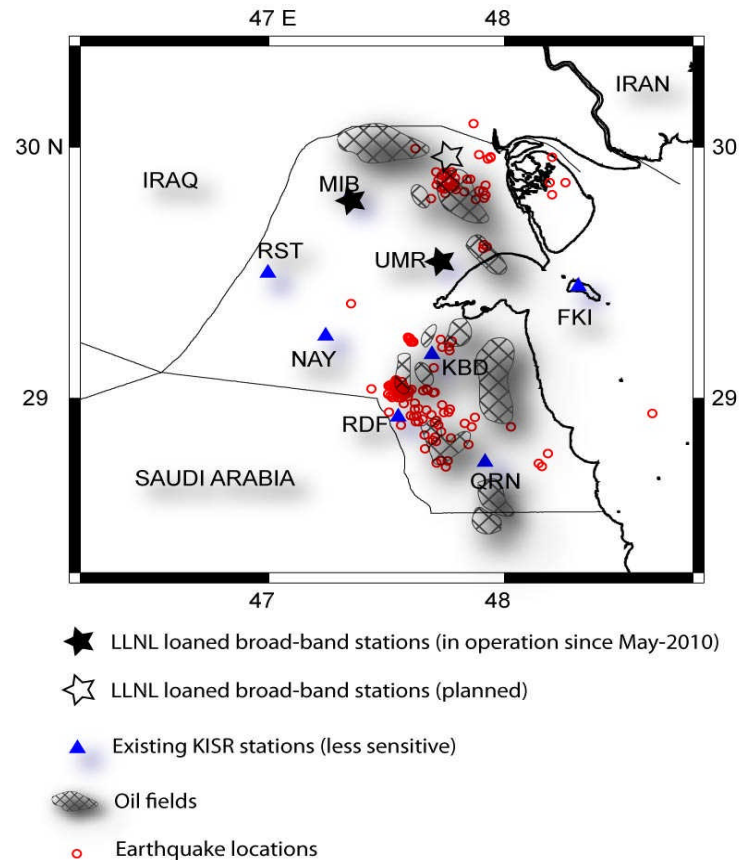 47 E 48
IRAN
30 N 30
IRAQ
MIB
RST
UMR
FKI
NAY
KBD
29 29
RDF
SAUDI ARABIA
QRN
47 48
LLNL loaned broad-band stations (in operation since May-2010)
LLNL loaned broad-band stations (planned)
Existing KISR stations (less sensitive)
Oil fields
Earthquake locations